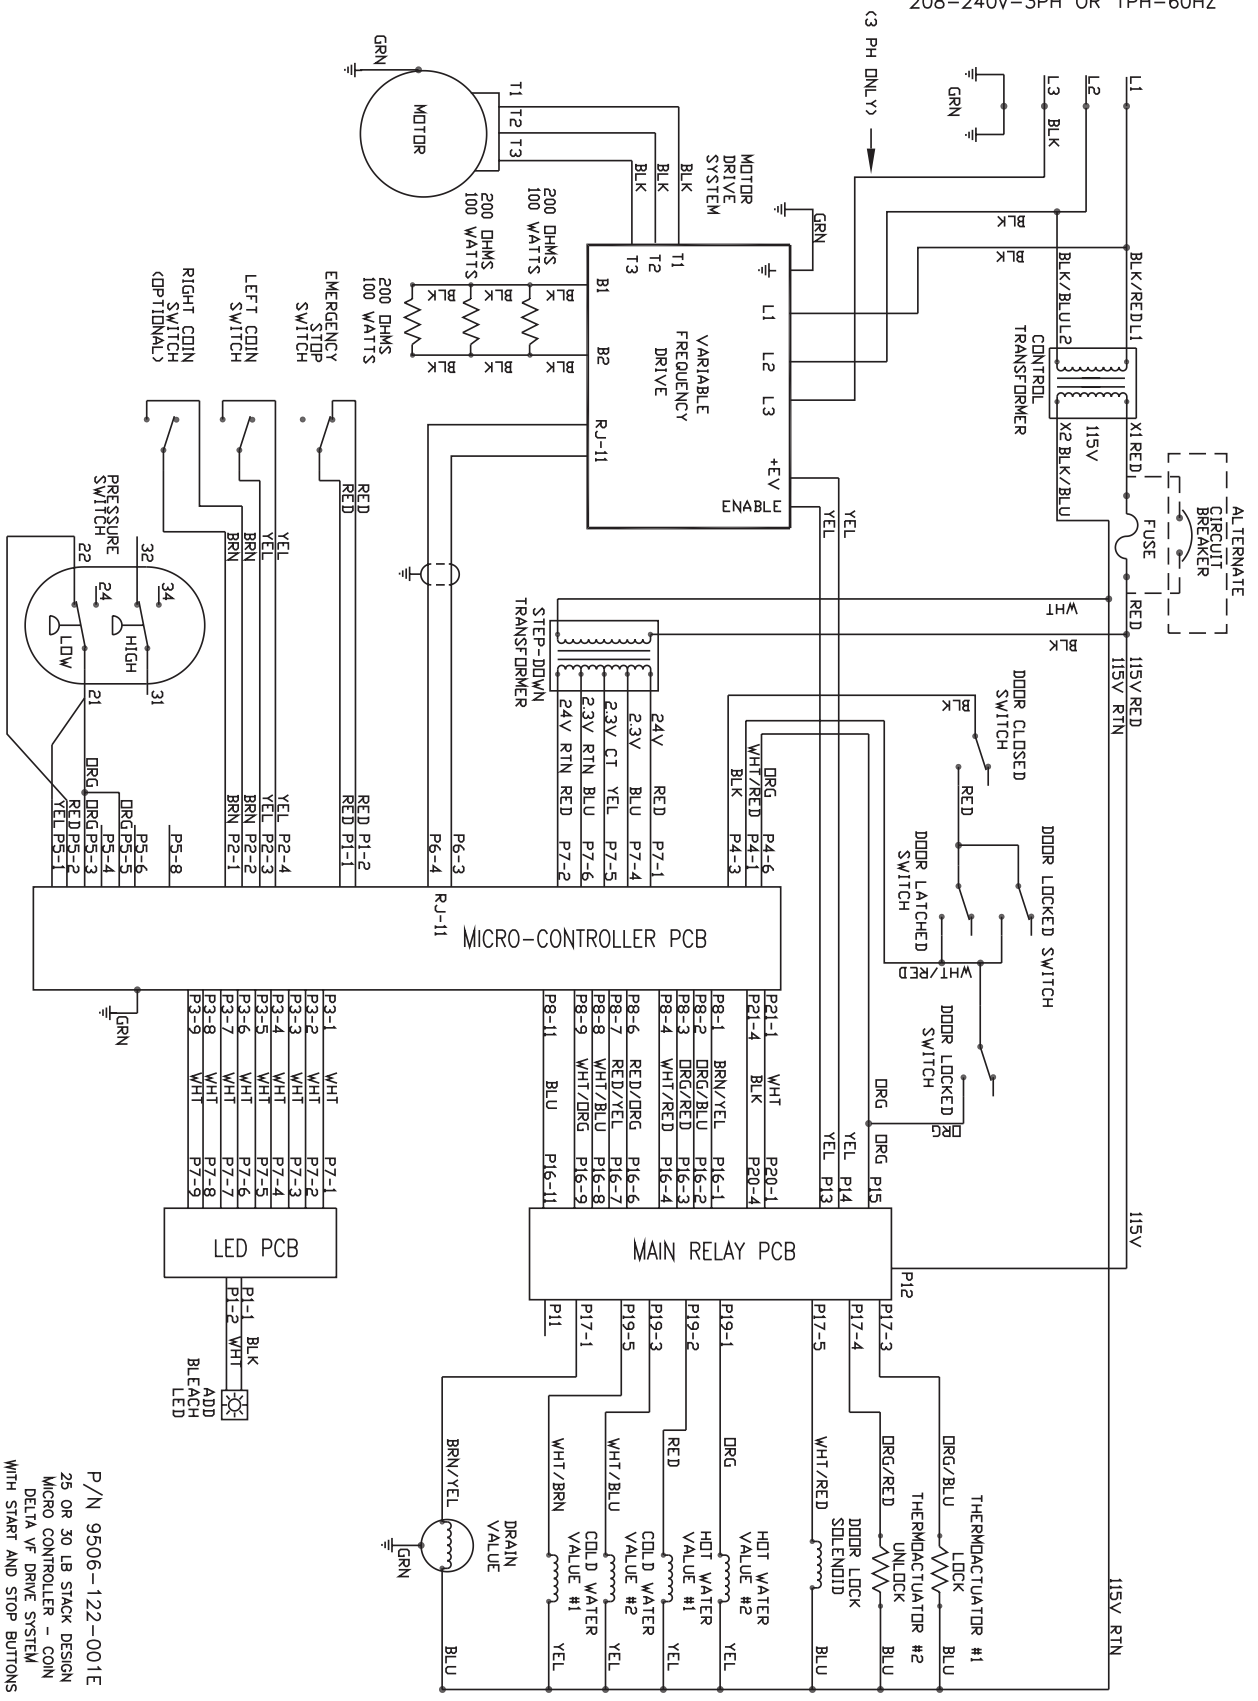 208-240V-3PH OR 1PH-60HZ
L1
L2
L3
BLK
GRN
(3 PH ONLY)
BLK
BLK
BLK/RED
L1
BLK/BLU
L2
CONTROL
TRANSFORMER
X1
RED
115V
X2
BLK/BLU
ALTERNATE
CIRCUIT
BREAKER
FUSE
RED
WHT
BLK
115V RED
115V RTN
115V
115V RTN
GRN
MOTOR
T1
T2
T3
BLK
BLK
BLK
MOTOR
DRIVE
SYSTEM
GRN
T1
T2
T3
L1
L2
L3
+EV
ENABLE
VARIABLE
FREQUENCY
DRIVE
B1
B2
RJ-11
YEL
YEL
200 OHMS
100 WATTS
200 OHMS
100 WATTS
200 OHMS
100 WATTS
BLK
BLK
BLK
BLK
BLK
BLK
EMERGENCY
STOP
SWITCH
LEFT COIN
SWITCH
RIGHT COIN
SWITCH
(OPTIONAL)
RED
RED
YEL
YEL
BRN
BRN
PRESSURE
SWITCH
32
34
22
24
HIGH
LOW
31
21
STEP-DOWN
TRANSFORMER
24V
RED
P7-1
2.3V
BLU
P7-4
2.3V CT
YEL
P7-5
2.3V RTN
BLU
P7-6
24V RTN
RED
P7-2
DOOR CLOSED
SWITCH
BLK
RED
DOOR LOCKED SWITCH
DOOR LATCHED
SWITCH
WHT/RED
DOOR LOCKED
SWITCH
ORG
ORG
ORG
P4-6
WHT/RED
P4-1
BLK
P4-3
P6-3
P6-4
RED P1-2
RED P1-1
YEL P2-4
YEL P2-3
BRN P2-2
BRN P2-1
P5-8
P5-6
ORG P5-5
P5-4
ORG
ORG P5-3
RED P5-2
YEL P5-1
RJ-11
MICRO-CONTROLLER PCB
GRN
P21-1 WHT P20-1
P21-4 BLK P20-4
P8-1 BRN/YEL P16-1
P8-2 ORG/BLU P16-2
P8-3 ORG/RED P16-3
P8-4 WHT/RED P16-4
P8-6 RED/ORG P16-6
P8-7 RED/YEL P16-7
P8-8 WHT/BLU P16-8
P8-9 WHT/ORG P16-9
P8-11 BLU P16-11
ORG P15
YEL P14
YEL P13
P3-1 WHT P7-1
P3-2 WHT P7-2
P3-3 WHT P7-3
P3-4 WHT P7-4
P3-5 WHT P7-5
P3-6 WHT P7-6
P3-7 WHT P7-7
P3-8 WHT P7-8
P3-9 WHT P7-9
MAIN RELAY PCB
P12
LED PCB
P1-1 BLK
P1-2 WHT
ADD
BLEACH
LED
P17-3
P17-4
P17-5
P19-1
P19-2
P19-3
P19-5
P17-1
P11
ORG/BLU
THERMOACTUATOR #1
LOCK
BLU
ORG/RED
THERMOACTUATOR #2
UNLOCK
BLU
WHT/RED
DOOR LOCK
SOLENOID
BLU
ORG
HOT WATER
VALUE #2
YEL
RED
HOT WATER
VALUE #1
YEL
WHT/BLU
COLD WATER
VALUE #2
YEL
WHT/BRN
COLD WATER
VALUE #1
YEL
BRN/YEL
DRAIN
VALUE
GRN
BLU
P/N 9506-122-001E
25 OR 30 LB STACK DESIGN
MICRO CONTROLLER - COIN
DELTA VF DRIVE SYSTEM
WITH START AND STOP BUTTONS